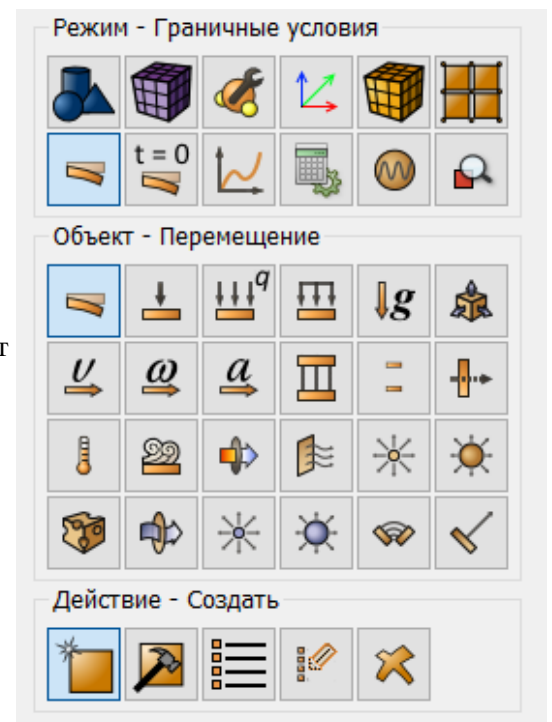 Режим - Граничные условия
t = 0
Объект - Перемещение
q
g
т
υ ω a
Действие - Создать